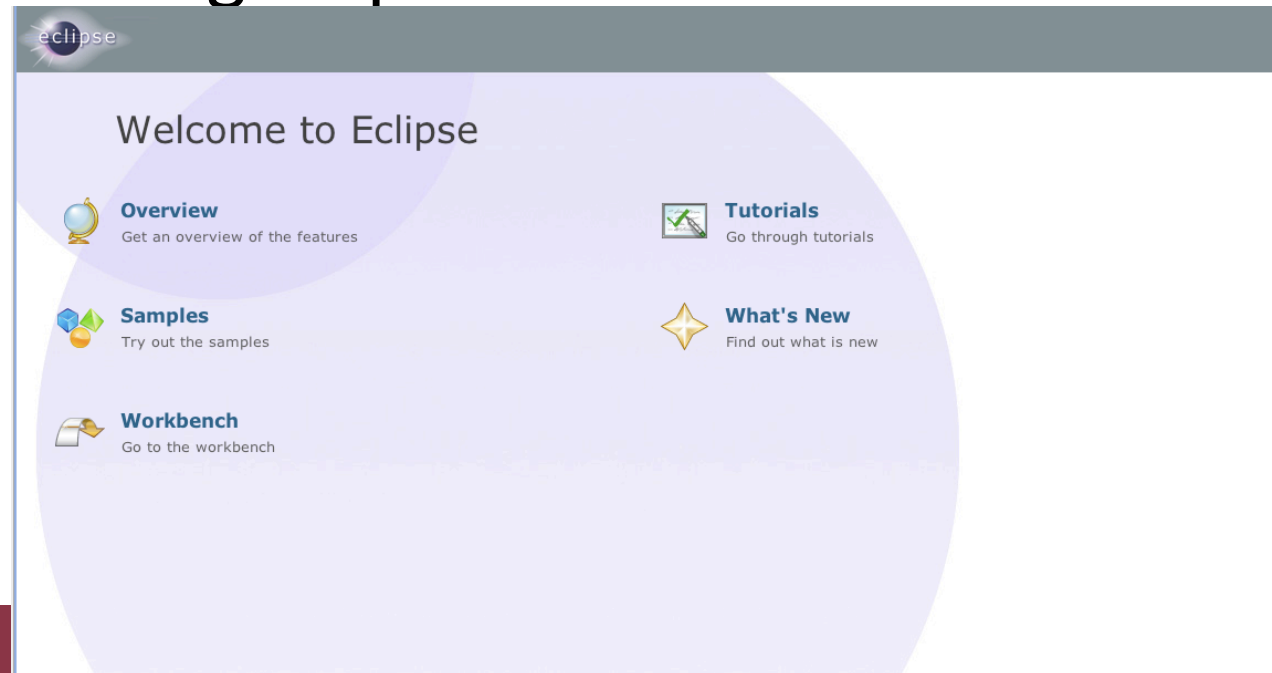 eclipse
Welcome to Eclipse
Overview
Get an overview of the features
Tutorials
Go through tutorials
Samples
Try out the samples
What's New
Find out what is new
Workbench
Go to the workbench